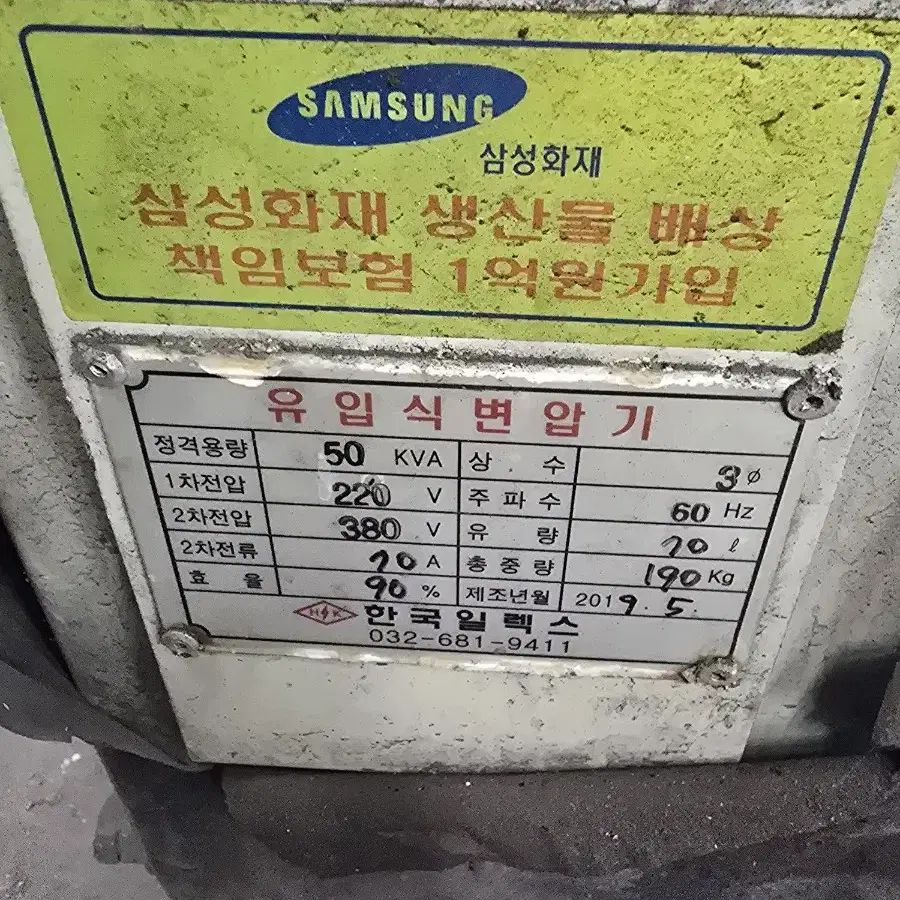 SAMSUNG
삼성화재
삼성화재 생산물 배상
책임보험 1억원가입
유입식변압기
정격용량 50 KVA 상 수 3ø
1차전압 220 V 주파수 60 Hz
2차전압 380 V 유 량 70 ℓ
2차전류 70 A 총중량 190 Kg
효 율 90 % 제조년월 2019.5.
HK 한국일렉스
032-681-9411